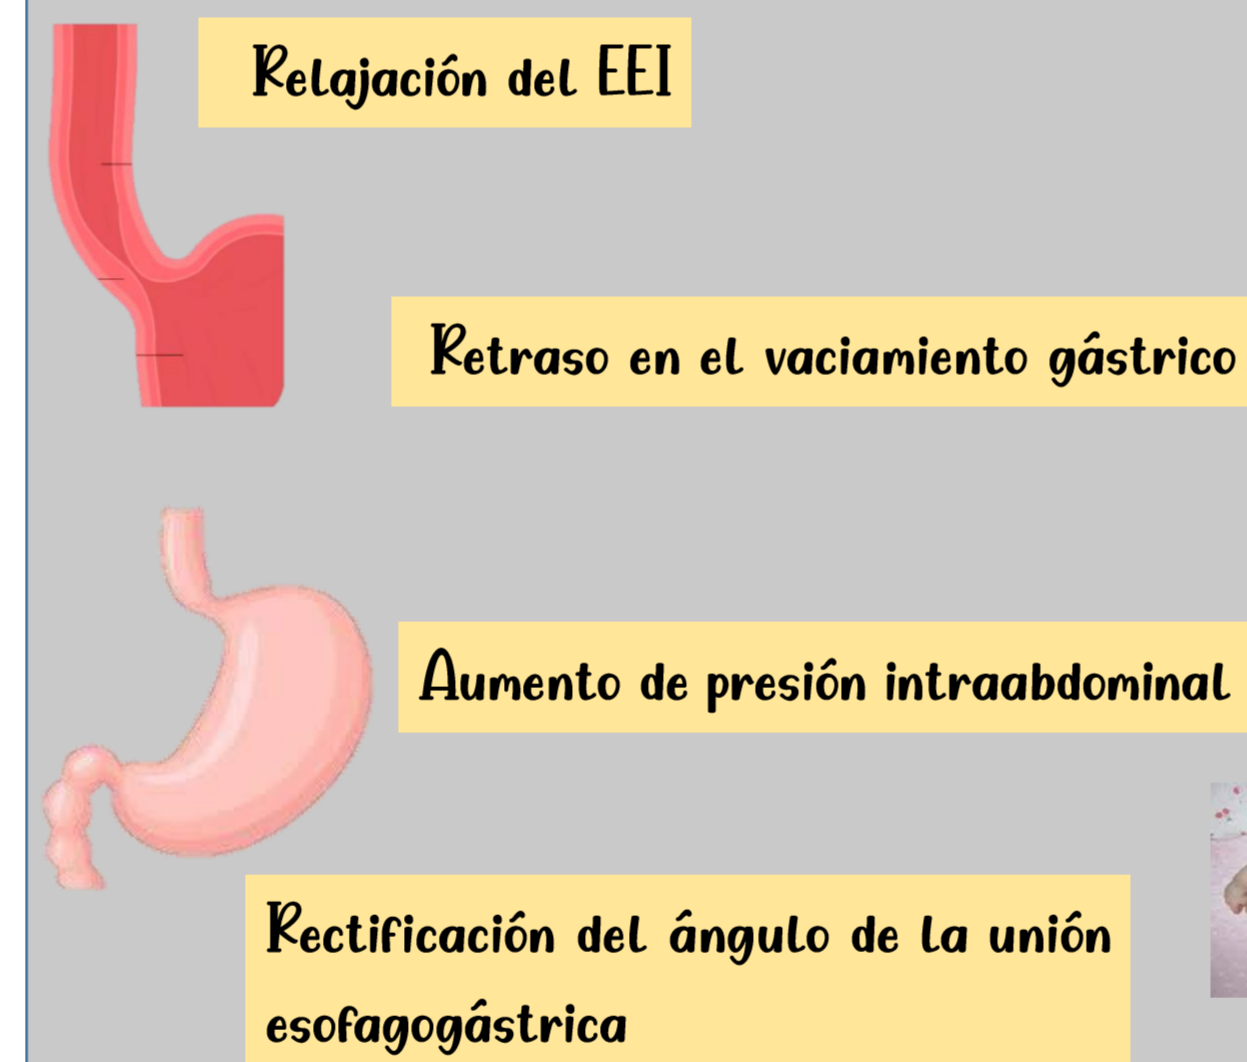 Relajación del EEI
Retraso en el vaciamiento gástrico
Aumento de presión intraabdominal
Rectificación del ángulo de la unión
esofagogástrica